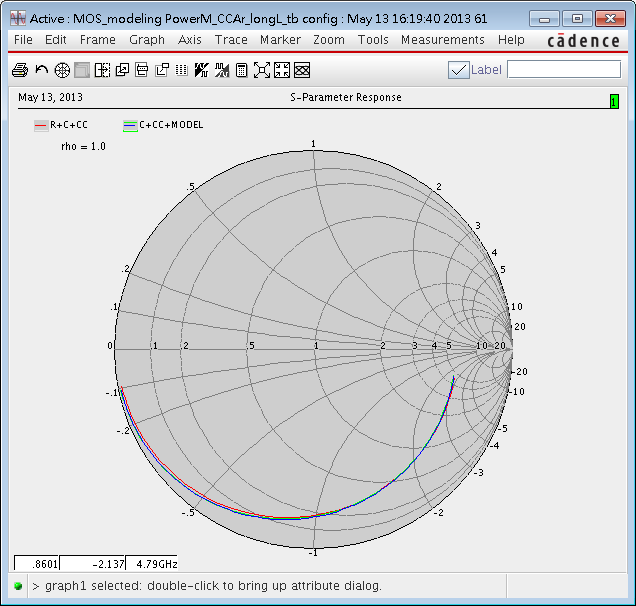 Active : MOS_modeling PowerM_CCAr_longL_tb config : May 13 16:19:40 2013 61
File Edit Frame Graph Axis Trace Marker Zoom Tools Measurements Help cādence
Label
May 13, 2013 S-Parameter Response 1
R+C+CC C+CC+MODEL
rho = 1.0
1
.5 2
3
4
.2 5
.1 10
20
0 .1 .2 .5 1 2 3 4 5 10 20
-20
-.1 -10
-.2 -5
-4
-3
-.5 -2
-1
.8601 -2.137 4.79GHz
> graph1 selected: double-click to bring up attribute dialog.